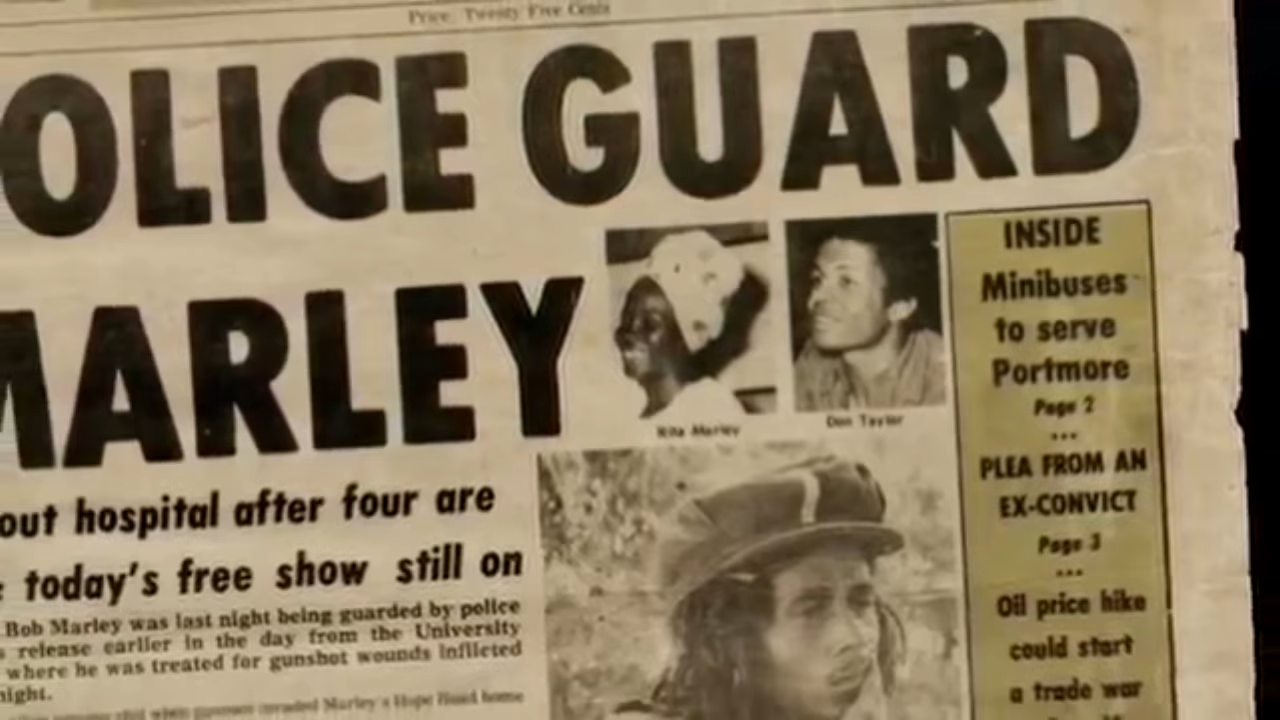 Price: Twenty Five Cents
OLICE GUARD
MARLEY
Rita Marley
Don Taylor
out hospital after four are
today's free show still on
Bob Marley was last night being guarded by police
release earlier in the day from the University
where he was treated for gunshot wounds inflicted
night.
when gunmen invaded Marley's Hope Road home
INSIDE
Minibuses
to serve
Portmore
Page 2
...
PLEA FROM AN
EX-CONVICT
Page 3
...
Oil price hike
could start
a trade war